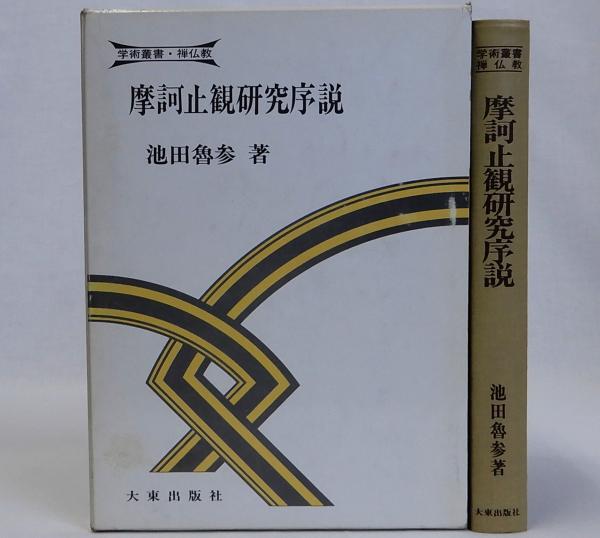 学術叢書・禅仏教
摩訶止観研究序説
池田魯参 著
大東出版社
学術叢書
禅仏教
摩訶止観研究序説
池田魯参著
大東出版社